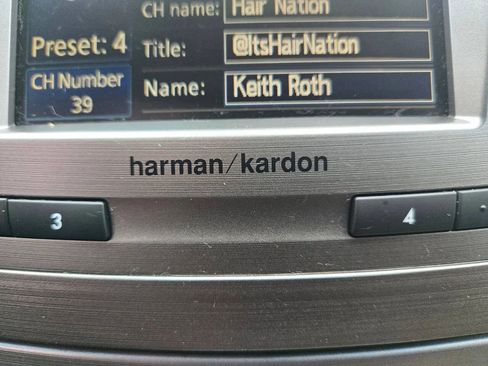 CH name: Hair Nation
Preset: 4 Title: @ItsHairNation
CH Number
39
Name: Keith Roth
harman/kardon
3 4